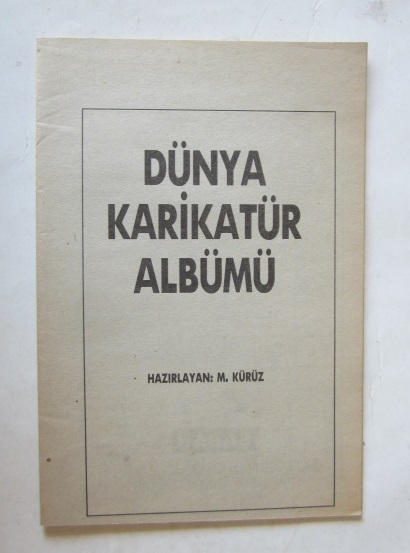 DÜNYA
KARİKATÜR
ALBÜMÜ
HAZIRLAYAN: M. KÜRÜZ